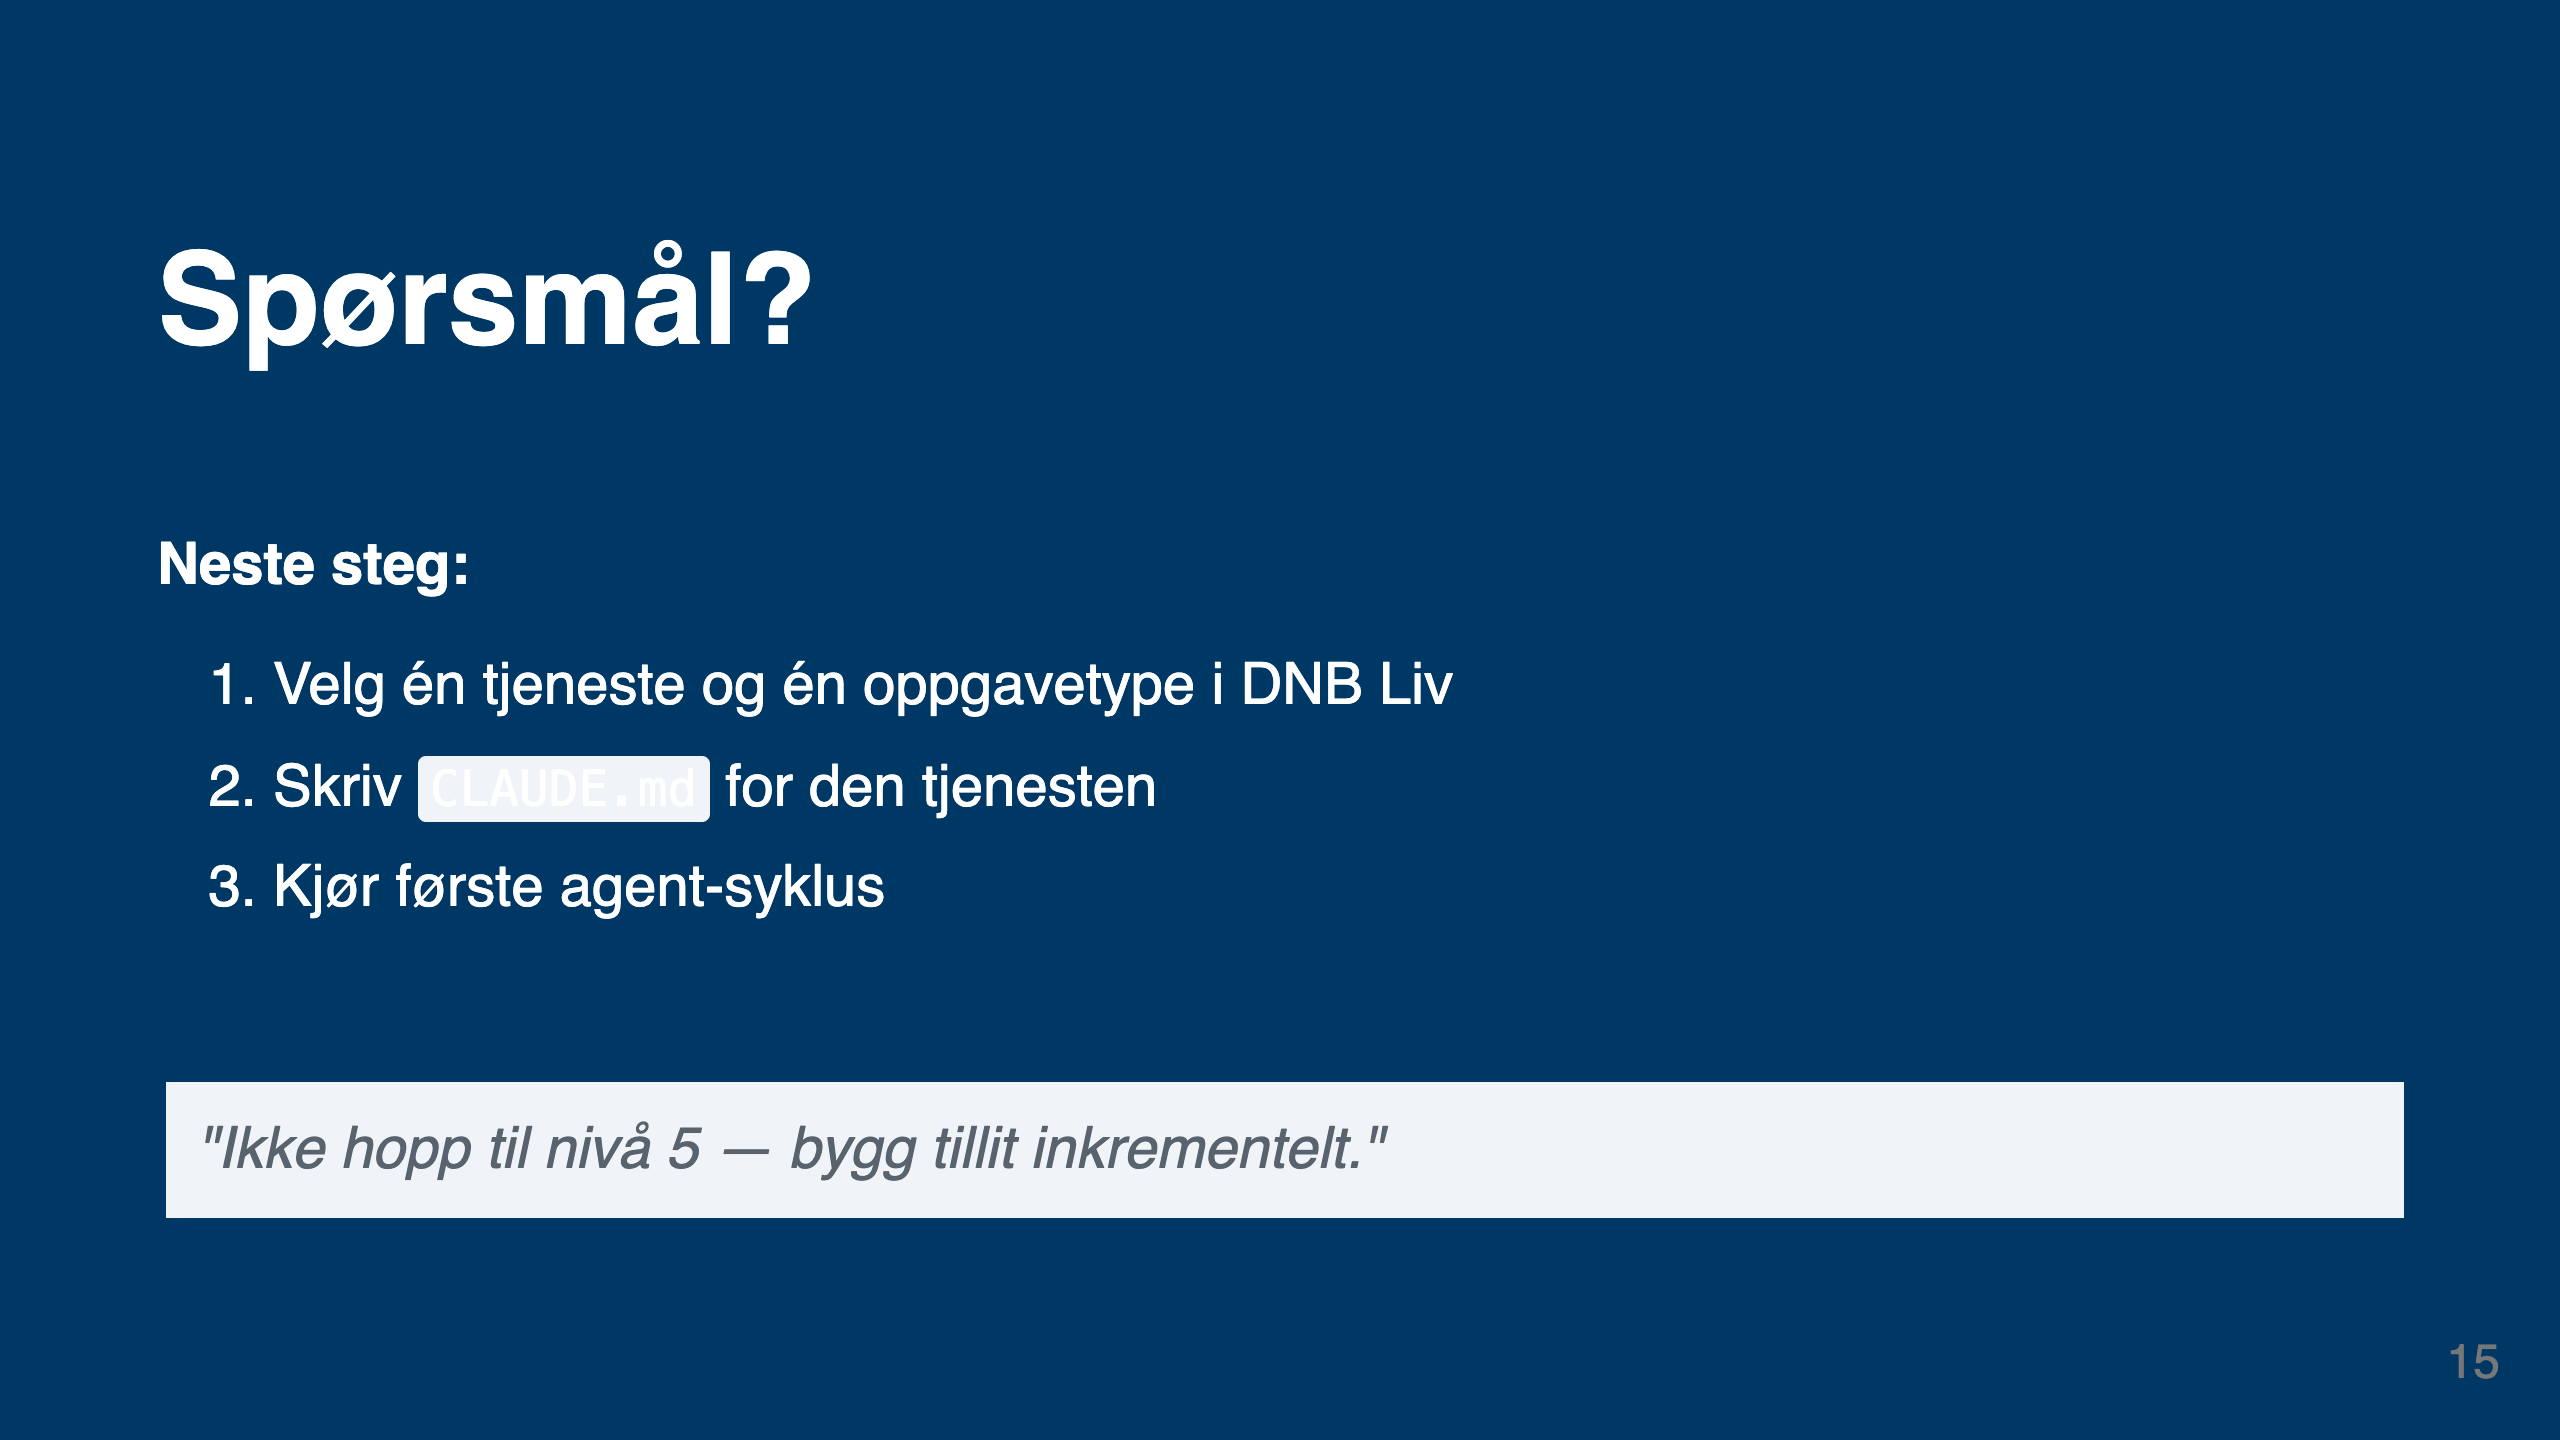 Spørsmål?
Neste steg:
1. Velg én tjeneste og én oppgavetype i DNB Liv
2. Skriv CLAUDE.md for den tjenesten
3. Kjør første agent-syklus
"Ikke hopp til nivå 5 — bygg tillit inkrementelt."
15